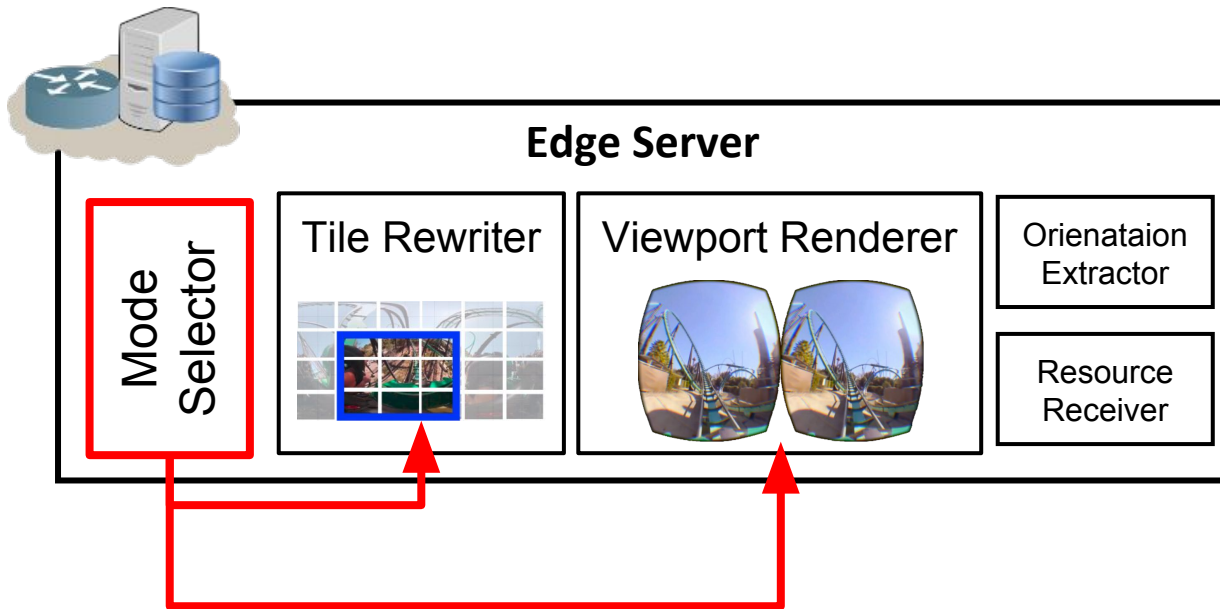 Edge Server
Mode
Selector
Tile Rewriter
Viewport Renderer
Orienataion
Extractor
Resource
Receiver